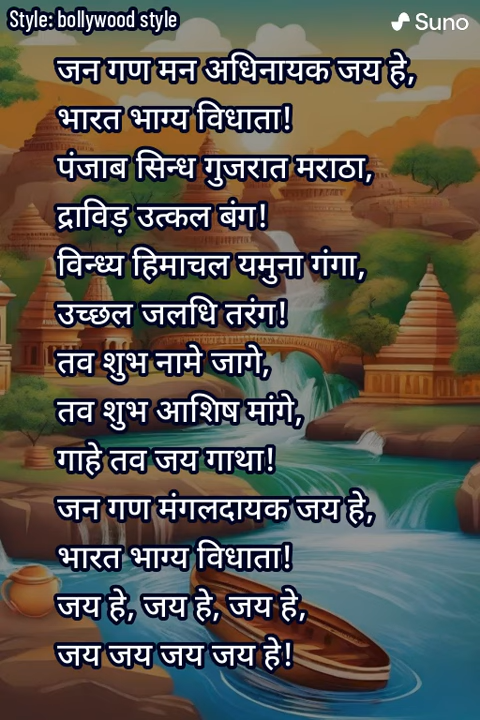 Style: bollywood style
Suno
जन गण मन अधिनायक जय हे,
भारत भाग्य विधाता!
पंजाब सिन्ध गुजरात मराठा,
द्राविड़ उत्कल बंग!
विन्ध्य हिमाचल यमुना गंगा,
उच्छल जलधि तरंग!
तव शुभ नामे जागे,
तव शुभ आशिष मांगे,
गाहे तव जय गाथा!
जन गण मंगलदायक जय हे,
भारत भाग्य विधाता!
जय हे, जय हे, जय हे,
जय जय जय जय हे!